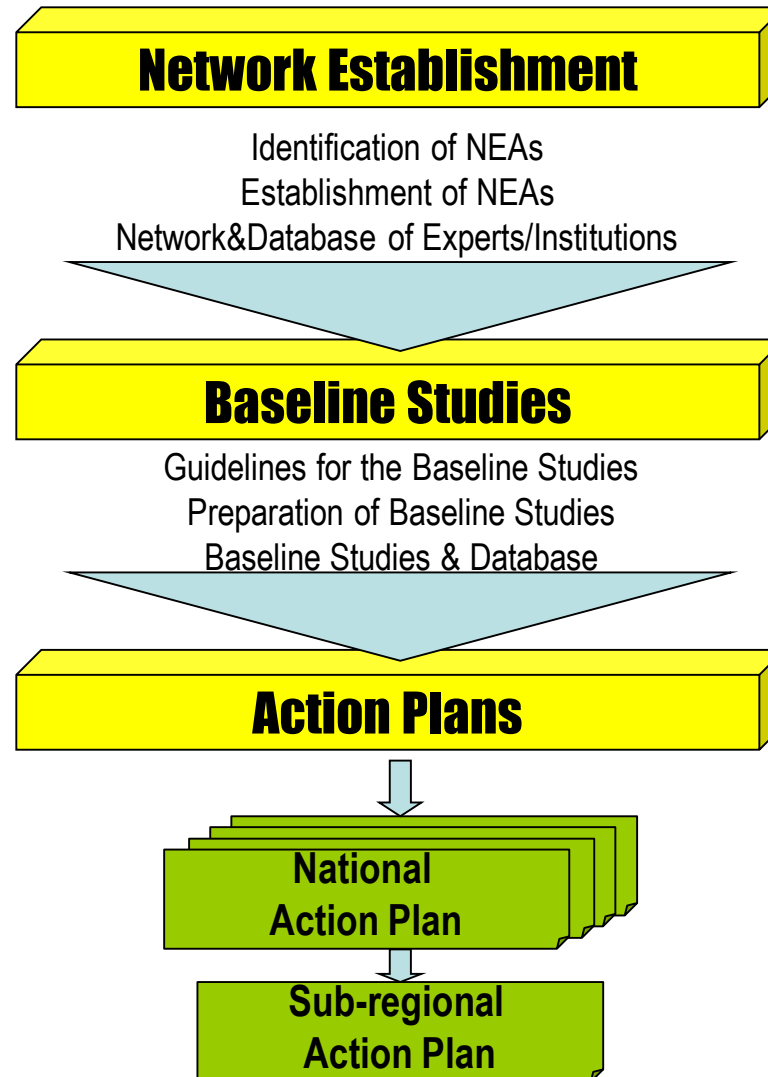 Network Establishment
Identification of NEAs
Establishment of NEAs
Network&Database of Experts/Institutions
Baseline Studies
Guidelines for the Baseline Studies
Preparation of Baseline Studies
Baseline Studies & Database
Action Plans
National
Action Plan
Sub-regional
Action Plan